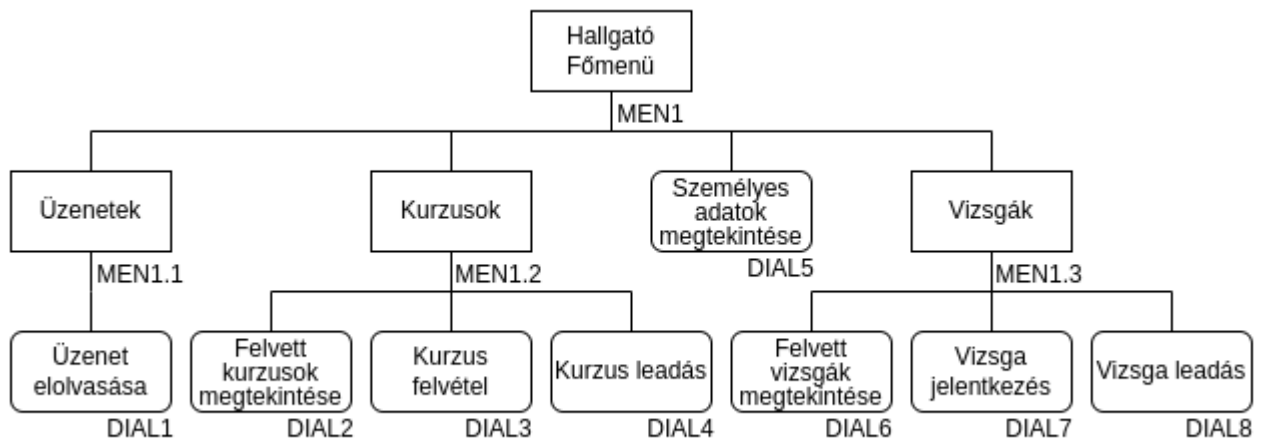 Hallgató
Főmenü
MEN1
Üzenetek
Kurzusok
Személyes
adatok
megtekintése
Vizsgák
DIAL5
MEN1.1
MEN1.2
MEN1.3
Üzenet
elolvasása
Felvett
kurzusok
megtekintése
Kurzus
felvétel
Kurzus leadás
Felvett
vizsgák
megtekintése
Vizsga
jelentkezés
Vizsga leadás
DIAL1
DIAL2
DIAL3
DIAL4
DIAL6
DIAL7
DIAL8